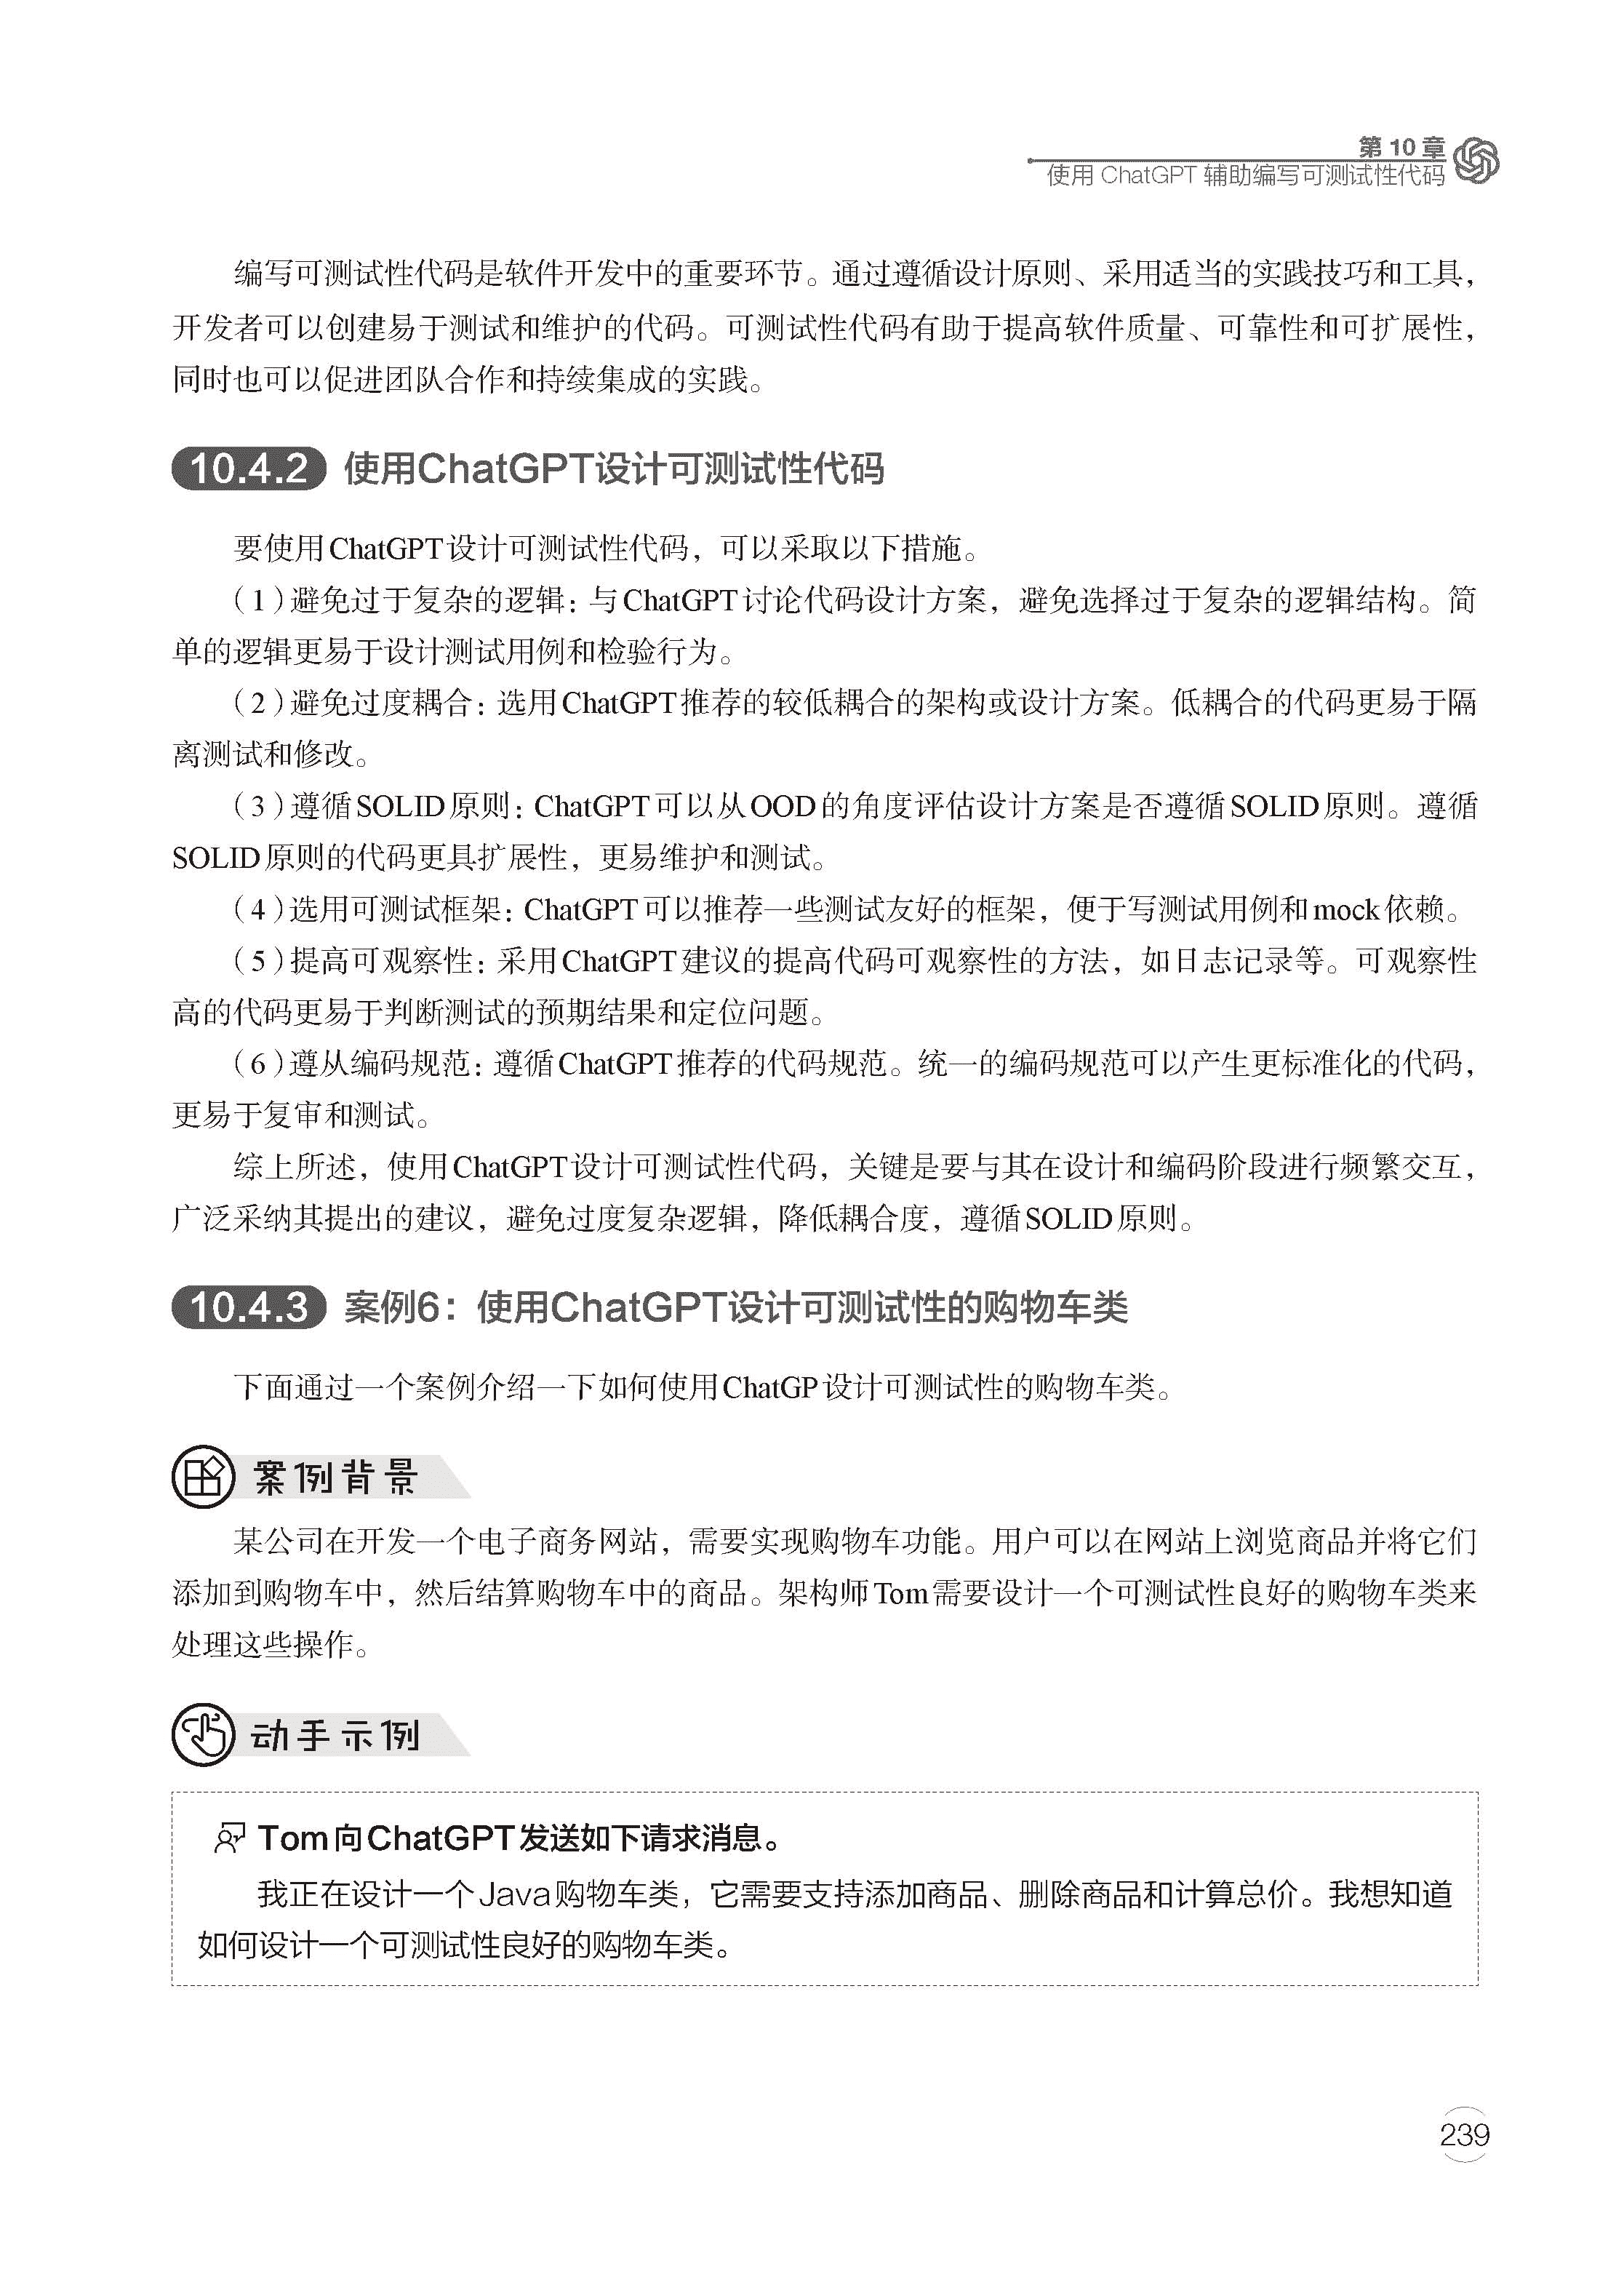 第 10 章
使用 ChatGPT 辅助编写可测试性代码
编写可测试性代码是软件开发中的重要环节。通过遵循设计原则、采用适当的实践技巧和工具，
开发者可以创建易于测试和维护的代码。可测试性代码有助于提高软件质量、可靠性和可扩展性，
同时也可以促进团队合作和持续集成的实践。
10.4.2 使用ChatGPT设计可测试性代码
要使用ChatGPT设计可测试性代码，可以采取以下措施。
（1）避免过于复杂的逻辑：与ChatGPT讨论代码设计方案，避免选择过于复杂的逻辑结构。简
单的逻辑更易于设计测试用例和检验行为。
（2）避免过度耦合：选用ChatGPT推荐的较低耦合的架构或设计方案。低耦合的代码更易于隔
离测试和修改。
（3）遵循SOLID原则：ChatGPT可以从OOD的角度评估设计方案是否遵循SOLID原则。遵循
SOLID原则的代码更具扩展性，更易维护和测试。
（4）选用可测试框架：ChatGPT可以推荐一些测试友好的框架，便于写测试用例和mock依赖。
（5）提高可观察性：采用ChatGPT建议的提高代码可观察性的方法，如日志记录等。可观察性
高的代码更易于判断测试的预期结果和定位问题。
（6）遵从编码规范：遵循ChatGPT推荐的代码规范。统一的编码规范可以产生更标准化的代码，
更易于复审和测试。
综上所述，使用ChatGPT设计可测试性代码，关键是要与其在设计和编码阶段进行频繁交互，
广泛采纳其提出的建议，避免过度复杂逻辑，降低耦合度，遵循SOLID原则。
10.4.3 案例6：使用ChatGPT设计可测试性的购物车类
下面通过一个案例介绍一下如何使用ChatGP设计可测试性的购物车类。
案例背景
某公司在开发一个电子商务网站，需要实现购物车功能。用户可以在网站上浏览商品并将它们
添加到购物车中，然后结算购物车中的商品。架构师Tom需要设计一个可测试性良好的购物车类来
处理这些操作。
动手示例
Tom向ChatGPT发送如下请求消息。
我正在设计一个Java购物车类，它需要支持添加商品、删除商品和计算总价。我想知道
如何设计一个可测试性良好的购物车类。
239